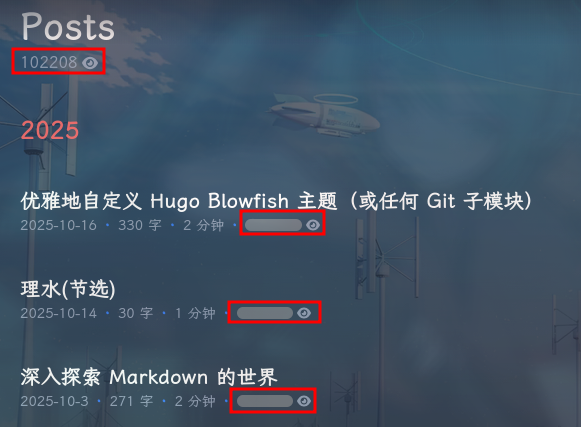 Posts
102208
2025
优雅地自定义 Hugo Blowfish 主题（或任何 Git 子模块）
2025-10-16 · 330 字 · 2 分钟 ·
理水(节选)
2025-10-14 · 30 字 · 1 分钟 ·
深入探索 Markdown 的世界
2025-10-3 · 271 字 · 2 分钟 ·